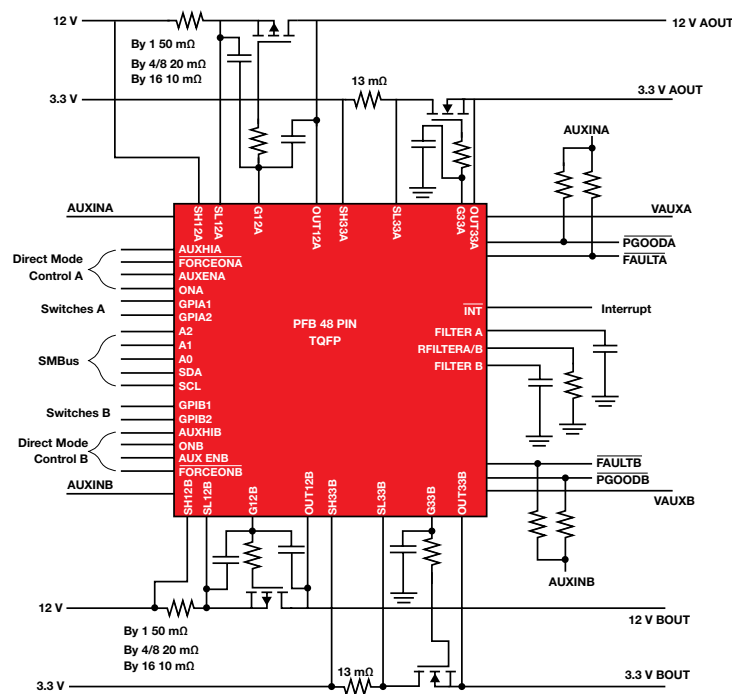 12 V
12 V AOUT
By 1 50 mΩ
By 4/8 20 mΩ
By 16 10 mΩ
13 mΩ
3.3 V
3.3 V AOUT
AUXINA
AUXINA
SH12A
SL12A
G12A
OUT12A
SH33A
SL33A
G33A
OUT33A
VAUXA
PGOODA
FAULTA
Direct Mode
Control A
AUXHIA
FORCEONA
AUXENA
ONA
Switches A
GPIA1
GPIA2
INT
Interrupt
PFB 48 PIN
TQFP
SMBus
A2
A1
A0
SDA
SCL
FILTER A
RFILTERA/B
FILTER B
Switches B
GPIB1
GPIB2
Direct Mode
Control B
AUXHIB
ONB
AUX ENB
FORCEONB
AUXINB
FAULTB
PGOODB
VAUXB
SH12B
SL12B
G12B
OUT12B
SH33B
SL33B
G33B
OUT33B
AUXINB
12 V
12 V BOUT
By 1 50 mΩ
By 4/8 20 mΩ
By 16 10 mΩ
13 mΩ
3.3 V
3.3 V BOUT